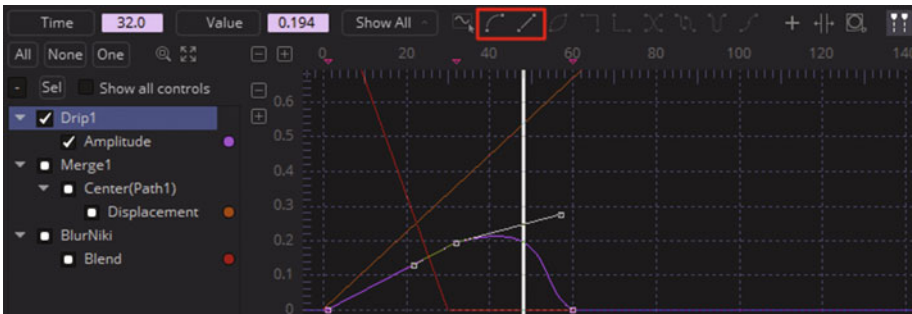 Time 32.0 Value 0.194 Show All
All None One 0 20 40 60 80 100 120 140
- Sel Show all controls
0.6
Drip1
0.5
Amplitude
Merge1
0.4
Center(Path1)
0.3
Displacement
BlurNiki
0.2
Blend
0.1
0